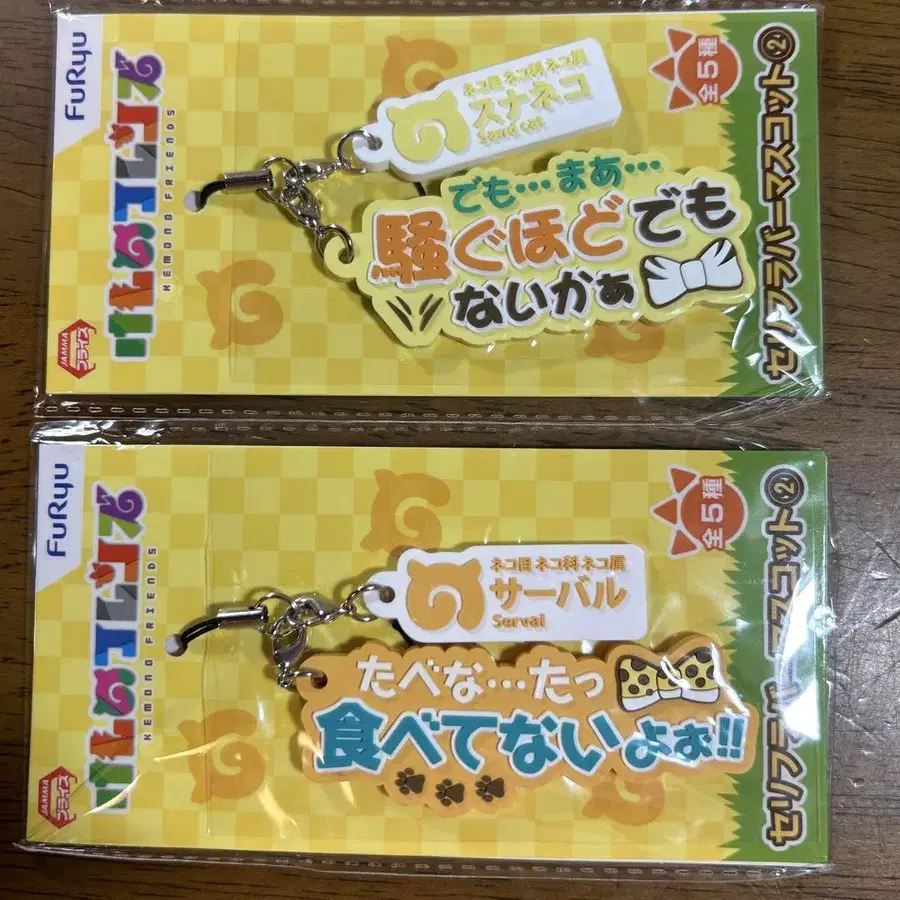 FuRyu
けものフレンズ
KEMONO FRIENDS
JAMMA
プライズ
ネコ目 ネコ科 ネコ属
スナネコ
Sand cat
でも…まあ…
騒ぐほどでも
ないかぁ
全5種
セリフラバーマスコット②
FuRyu
けものフレンズ
KEMONO FRIENDS
JAMMA
プライズ
ネコ目 ネコ科 ネコ属
サーバル
Serval
たべな…たっ
食べてないよぉ!!
全5種
セリフラバーマスコット②